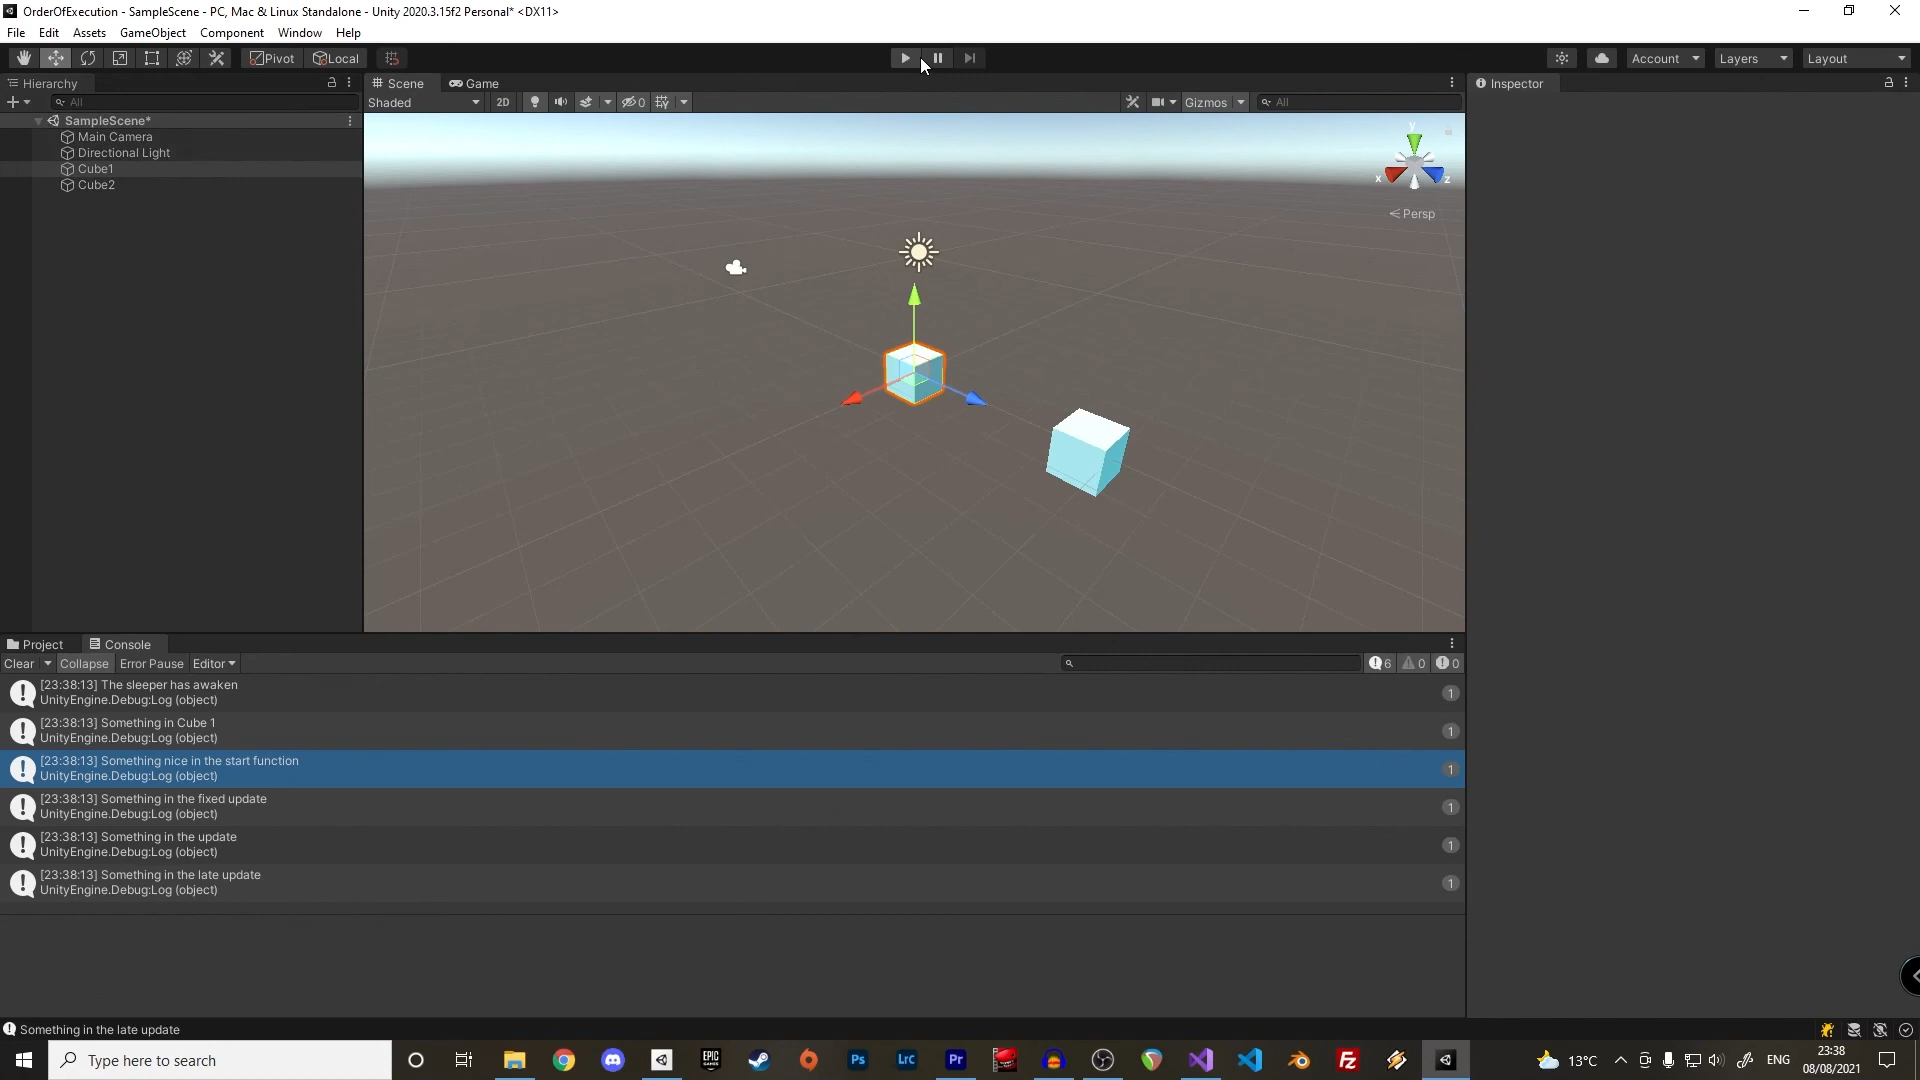 OrderOfExecution - SampleScene - PC, Mac & Linux Standalone - Unity 2020.3.15f2 Personal* <DX11>
File Edit Assets GameObject Component Window Help
Pivot Local Account Layers Layout
Hierarchy
Scene Game
Inspector
All
Shaded 2D 0 Gizmos All
SampleScene*
Main Camera
Directional Light
Cube1
Cube2
y
x z
Persp
Project Console
Clear Collapse Error Pause Editor 6 0 0
[23:38:13] The sleeper has awaken
UnityEngine.Debug:Log (object)
1
[23:38:13] Something in Cube 1
UnityEngine.Debug:Log (object)
1
[23:38:13] Something nice in the start function
UnityEngine.Debug:Log (object)
1
[23:38:13] Something in the fixed update
UnityEngine.Debug:Log (object)
1
[23:38:13] Something in the update
UnityEngine.Debug:Log (object)
1
[23:38:13] Something in the late update
UnityEngine.Debug:Log (object)
1
Something in the late update
Type here to search
EPIC GAMES
Ps
Lrc
Pr
Fz
13°C
ENG
23:38
08/08/2021